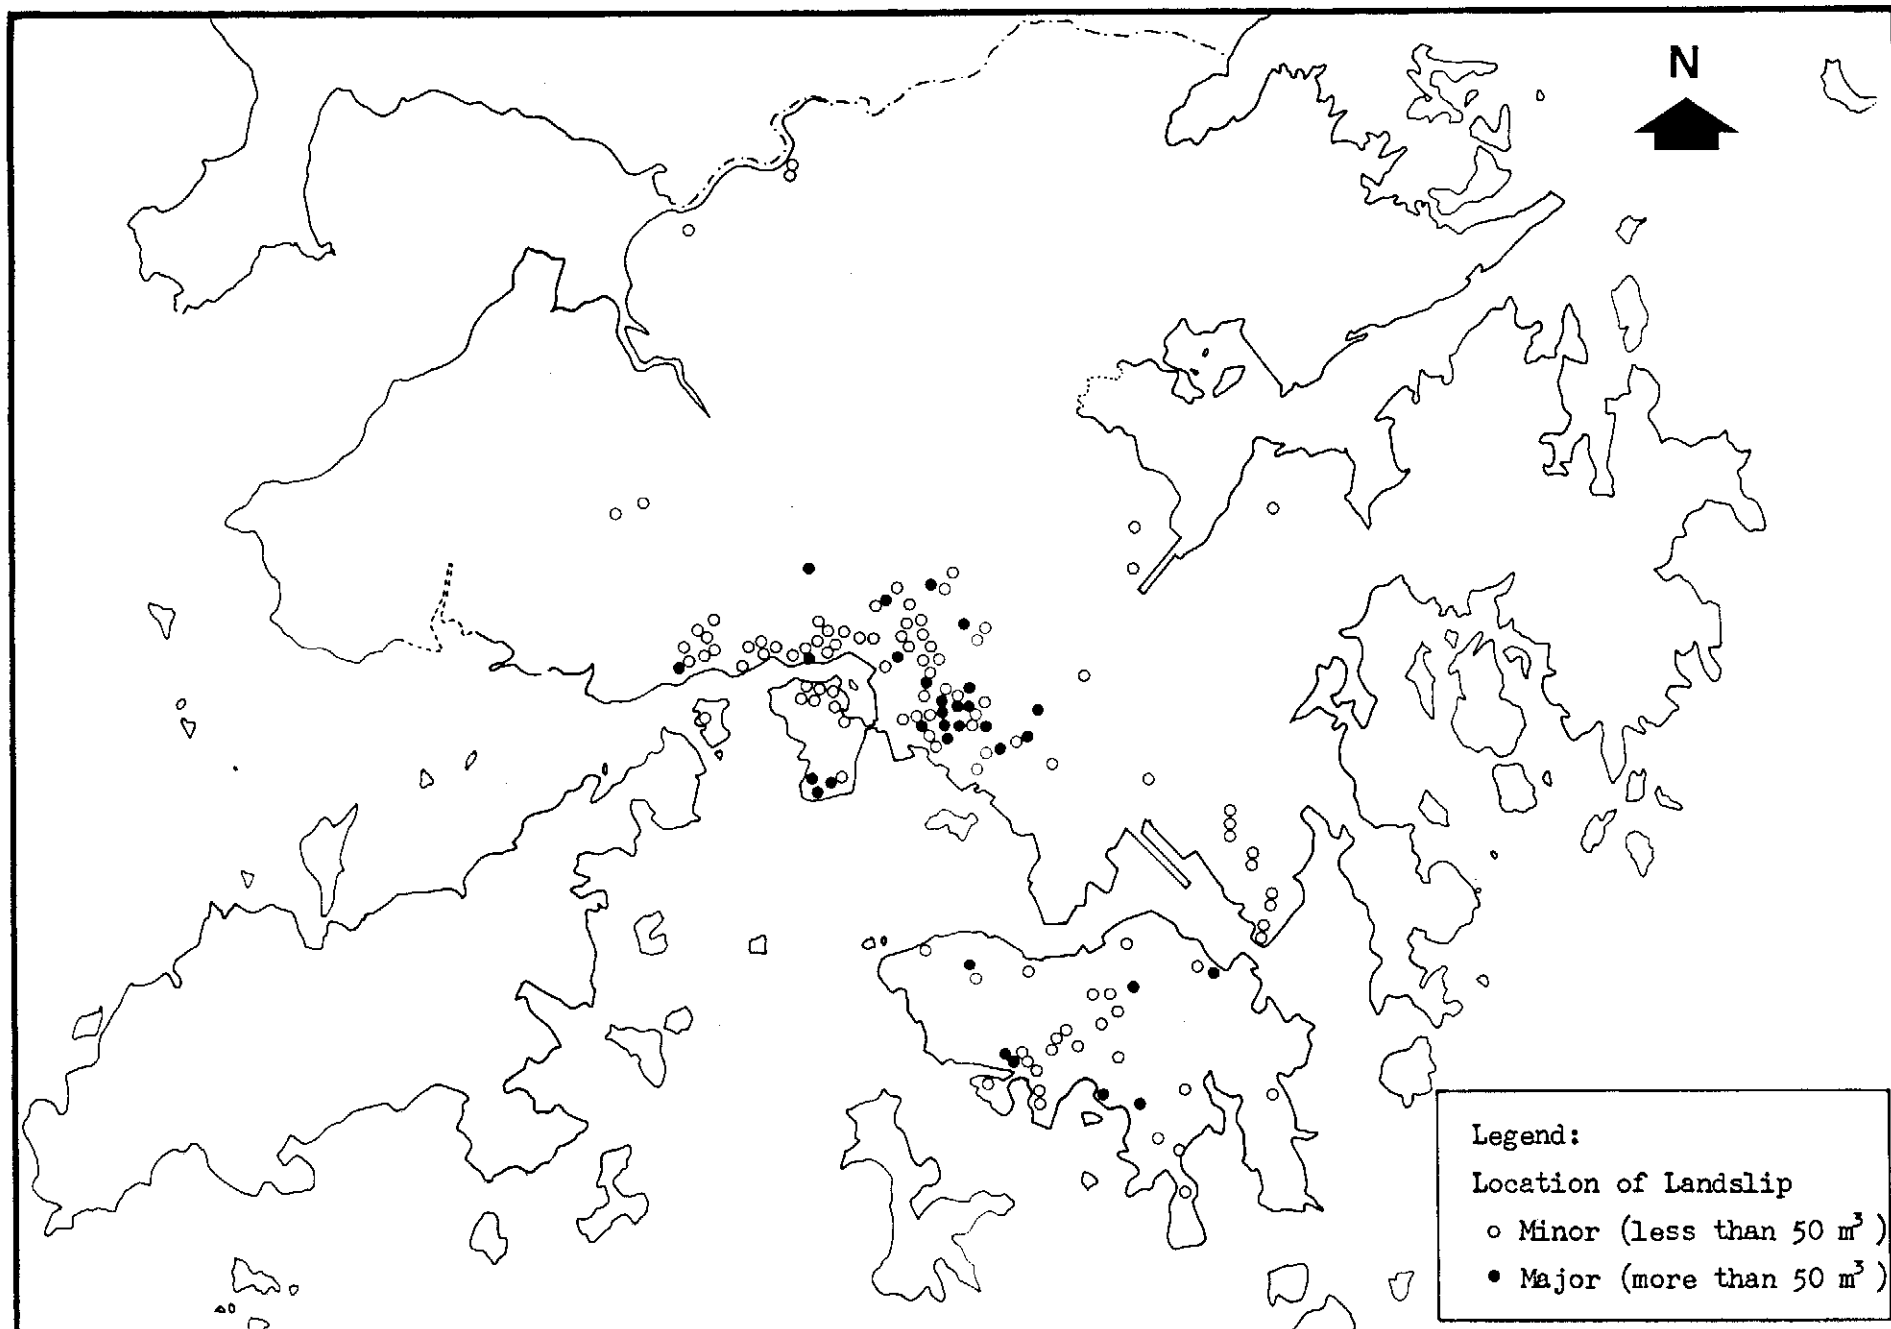 N
Legend:
Location of Landslip
Minor (less than 50 m³)
Major (more than 50 m³)